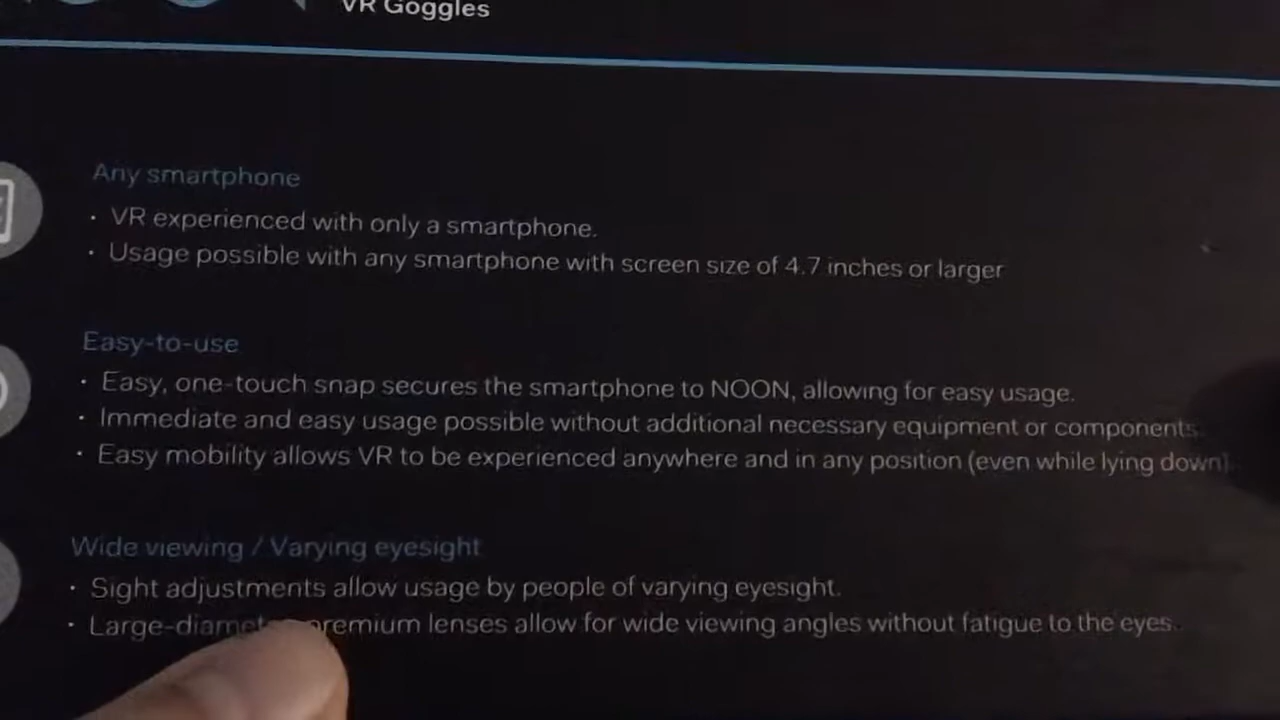 VR Goggles
Any smartphone
· VR experienced with only a smartphone.
· Usage possible with any smartphone with screen size of 4.7 inches or larger
Easy-to-use
· Easy, one-touch snap secures the smartphone to NOON, allowing for easy usage.
· Immediate and easy usage possible without additional necessary equipment or components.
· Easy mobility allows VR to be experienced anywhere and in any position (even while lying down).
Wide viewing / Varying eyesight
· Sight adjustments allow usage by people of varying eyesight.
· Large-diameter premium lenses allow for wide viewing angles without fatigue to the eyes.